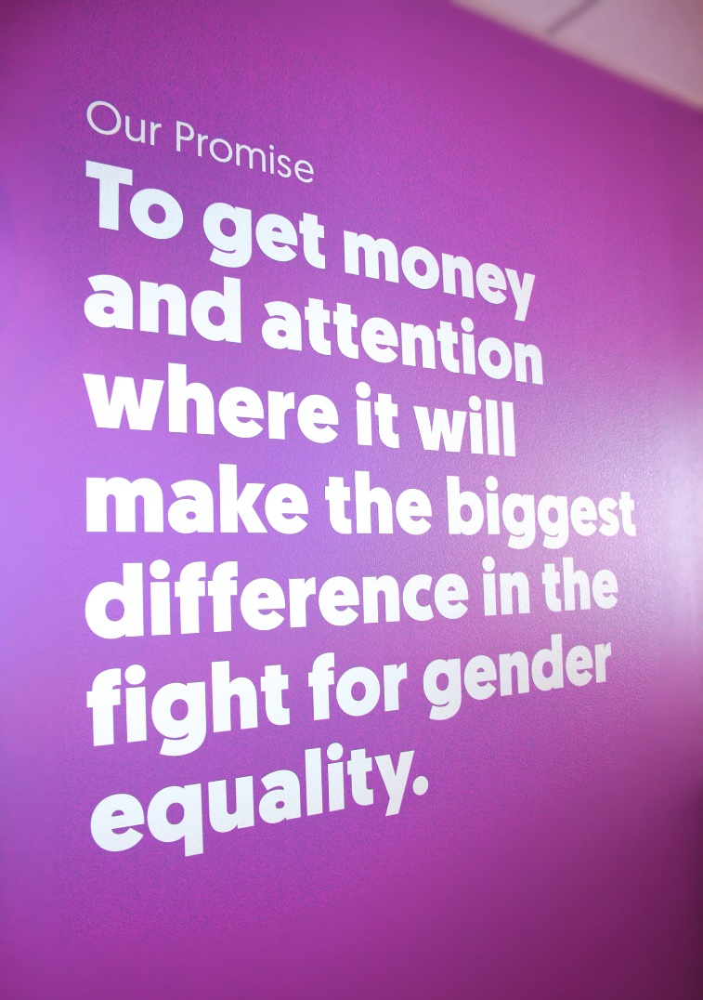 Our Promise
To get money
and attention
where it will
make the biggest
difference in the
fight for gender
equality.